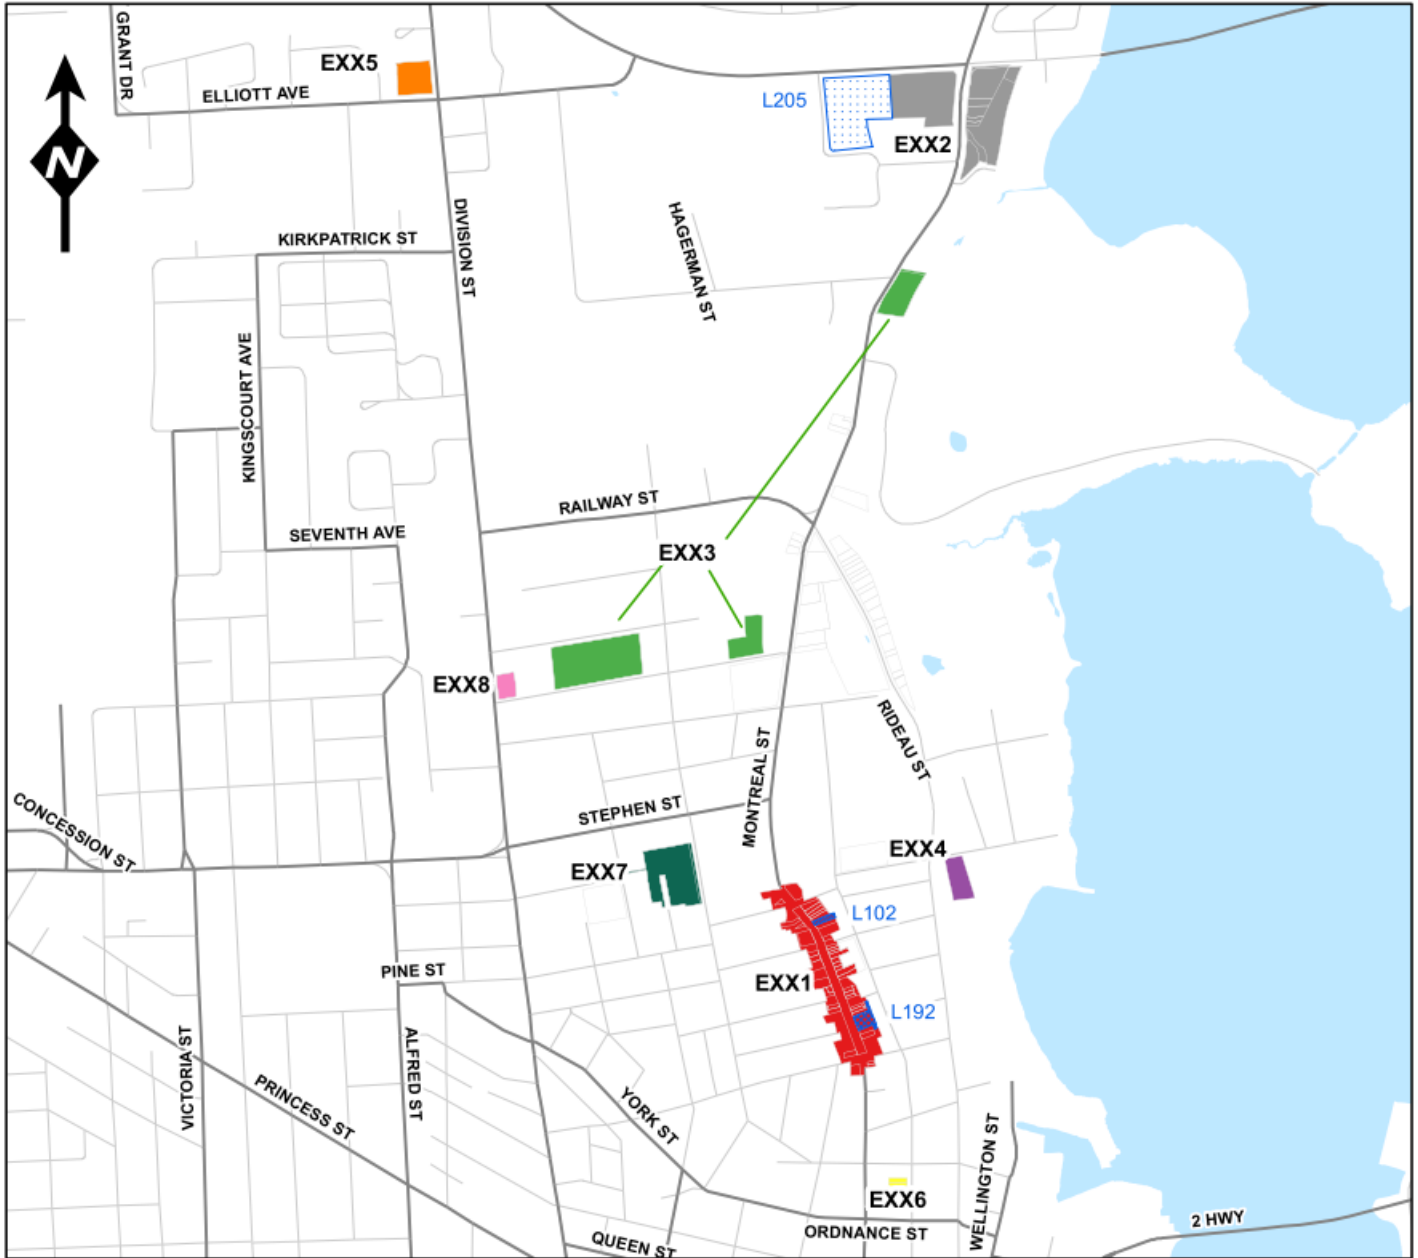 GRANT DR
EXX5
ELLIOTT AVE
L205
EXX2
N
DIVISION ST
HAGERMAN ST
KIRKPATRICK ST
KINGSCOURT AVE
RAILWAY ST
SEVENTH AVE
EXX3
EXX8
RIDEAU ST
MONTREAL ST
STEPHEN ST
CONCESSION ST
EXX4
EXX7
L102
PINE ST
EXX1
L192
VICTORIA ST
ALFRED ST
PRINCESS ST
YORK ST
WELLINGTON ST
EXX6
2 HWY
ORDNANCE ST
QUEEN ST